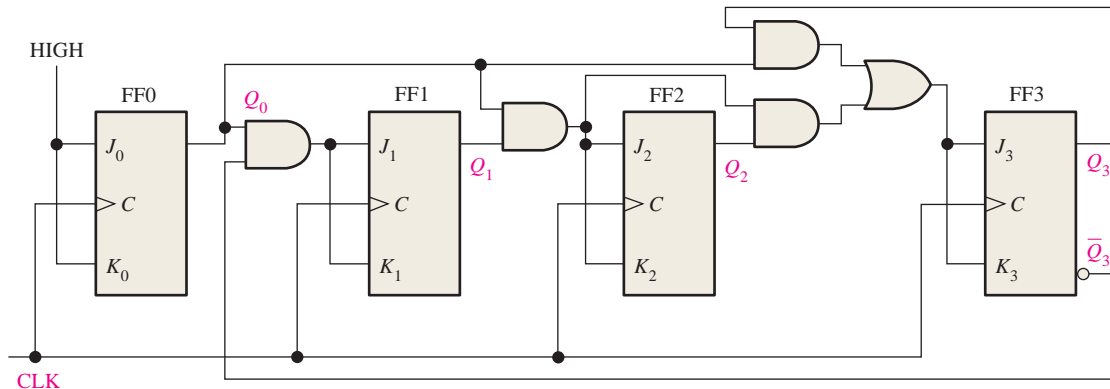 HIGH
FF0
FF1
FF2
FF3
Q₀
J₀
J₁
J₂
J₃
Q₁
Q₂
Q₃
C
C
C
C
K₀
K₁
K₂
K₃
Q̅₃
CLK